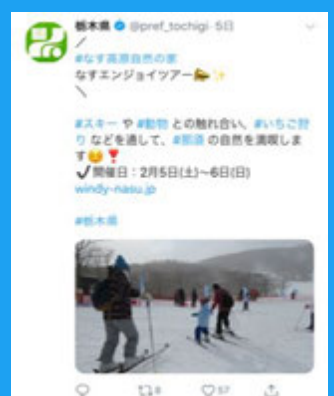 栃木県 @pref_tochigi·5日
／
#なす高原自然の家
なすエンジョイツアー
＼
#スキー や #動物 との触れ合い、#いちご狩
り などを通して、#那須 の自然を満喫しま
す
✓開催日：2月5日(土)〜6日(日)
windy-nasu.jp
#栃木県
8 57